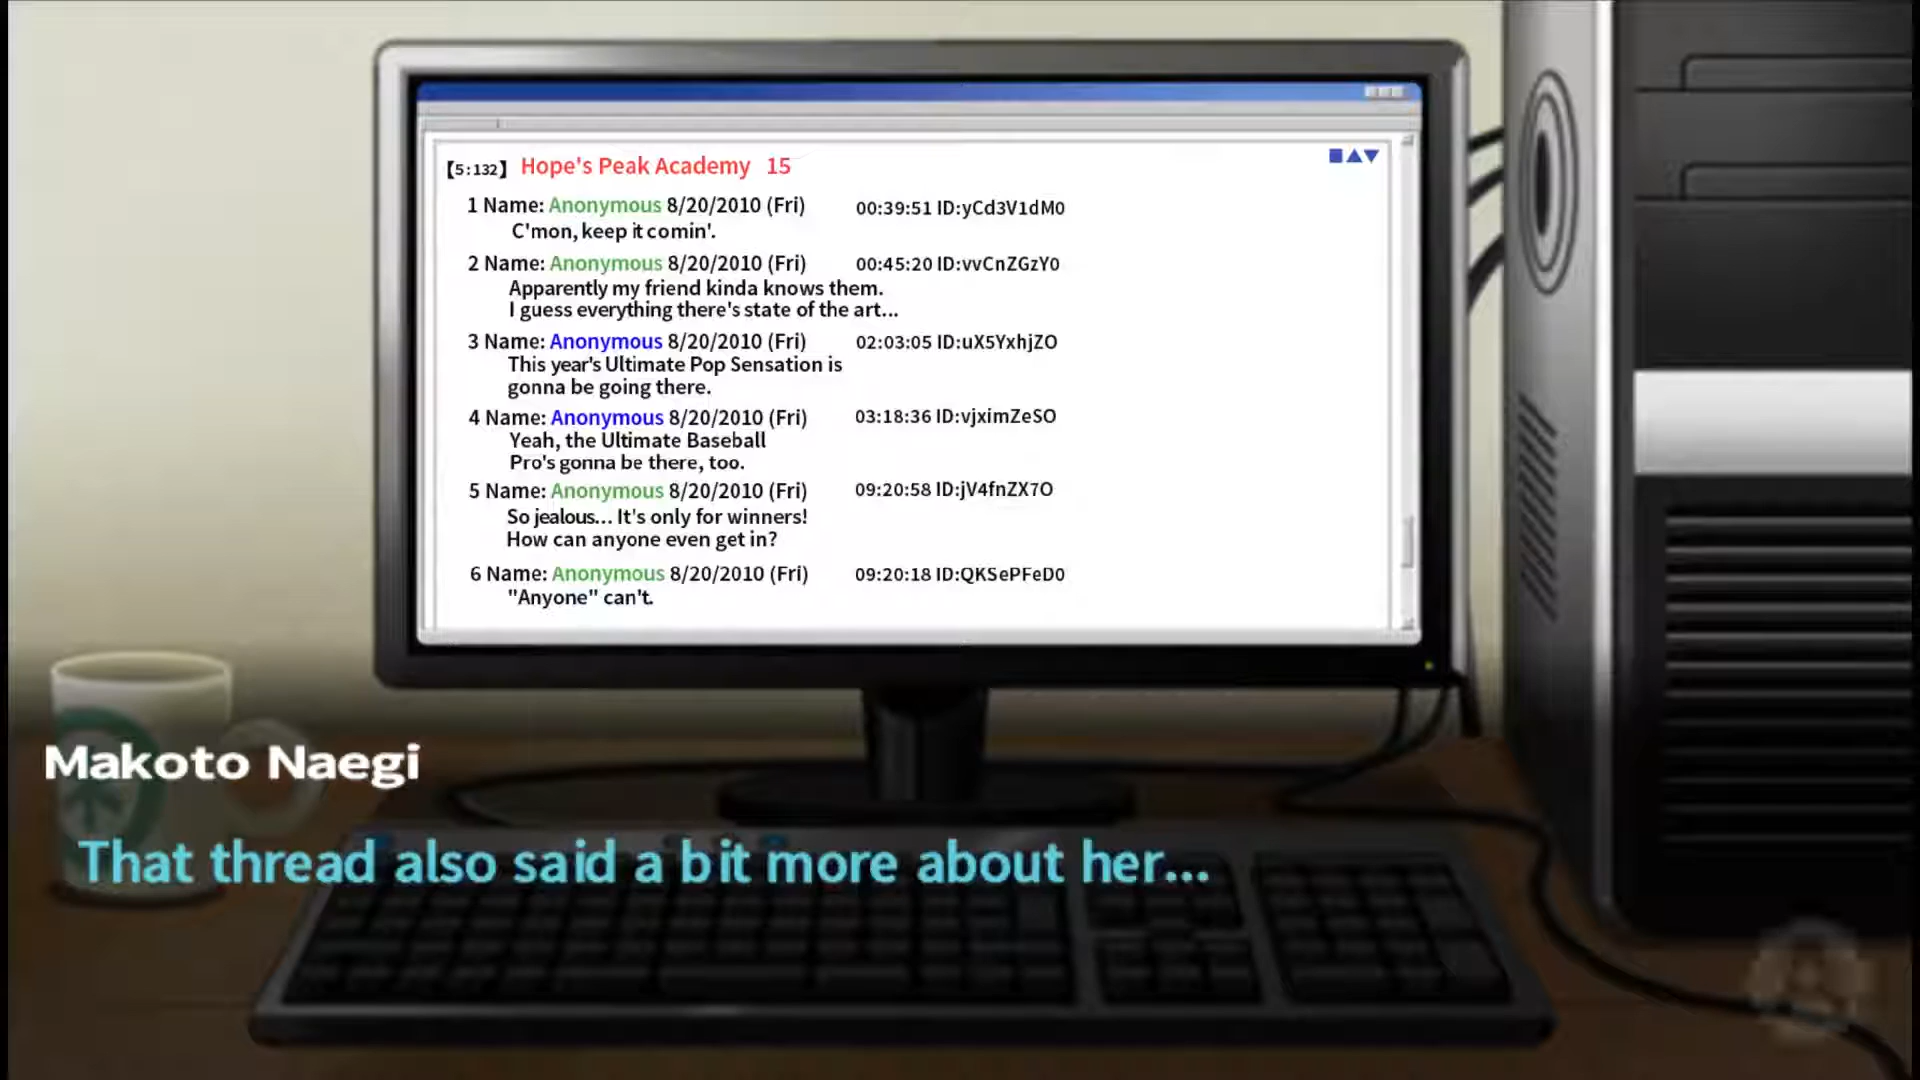 【5:132】 Hope's Peak Academy 15
1 Name: Anonymous 8/20/2010 (Fri) 00:39:51 ID:yCd3V1dM0
C'mon, keep it comin'.
2 Name: Anonymous 8/20/2010 (Fri) 00:45:20 ID:vvCnZGzY0
Apparently my friend kinda knows them.
I guess everything there's state of the art...
3 Name: Anonymous 8/20/2010 (Fri) 02:03:05 ID:uX5YxhjZO
This year's Ultimate Pop Sensation is
gonna be going there.
4 Name: Anonymous 8/20/2010 (Fri) 03:18:36 ID:vjximZeSO
Yeah, the Ultimate Baseball
Pro's gonna be there, too.
5 Name: Anonymous 8/20/2010 (Fri) 09:20:58 ID:jV4fnZX7O
So jealous... It's only for winners!
How can anyone even get in?
6 Name: Anonymous 8/20/2010 (Fri) 09:20:18 ID:QKSePFeD0
"Anyone" can't.
Makoto Naegi
That thread also said a bit more about her...